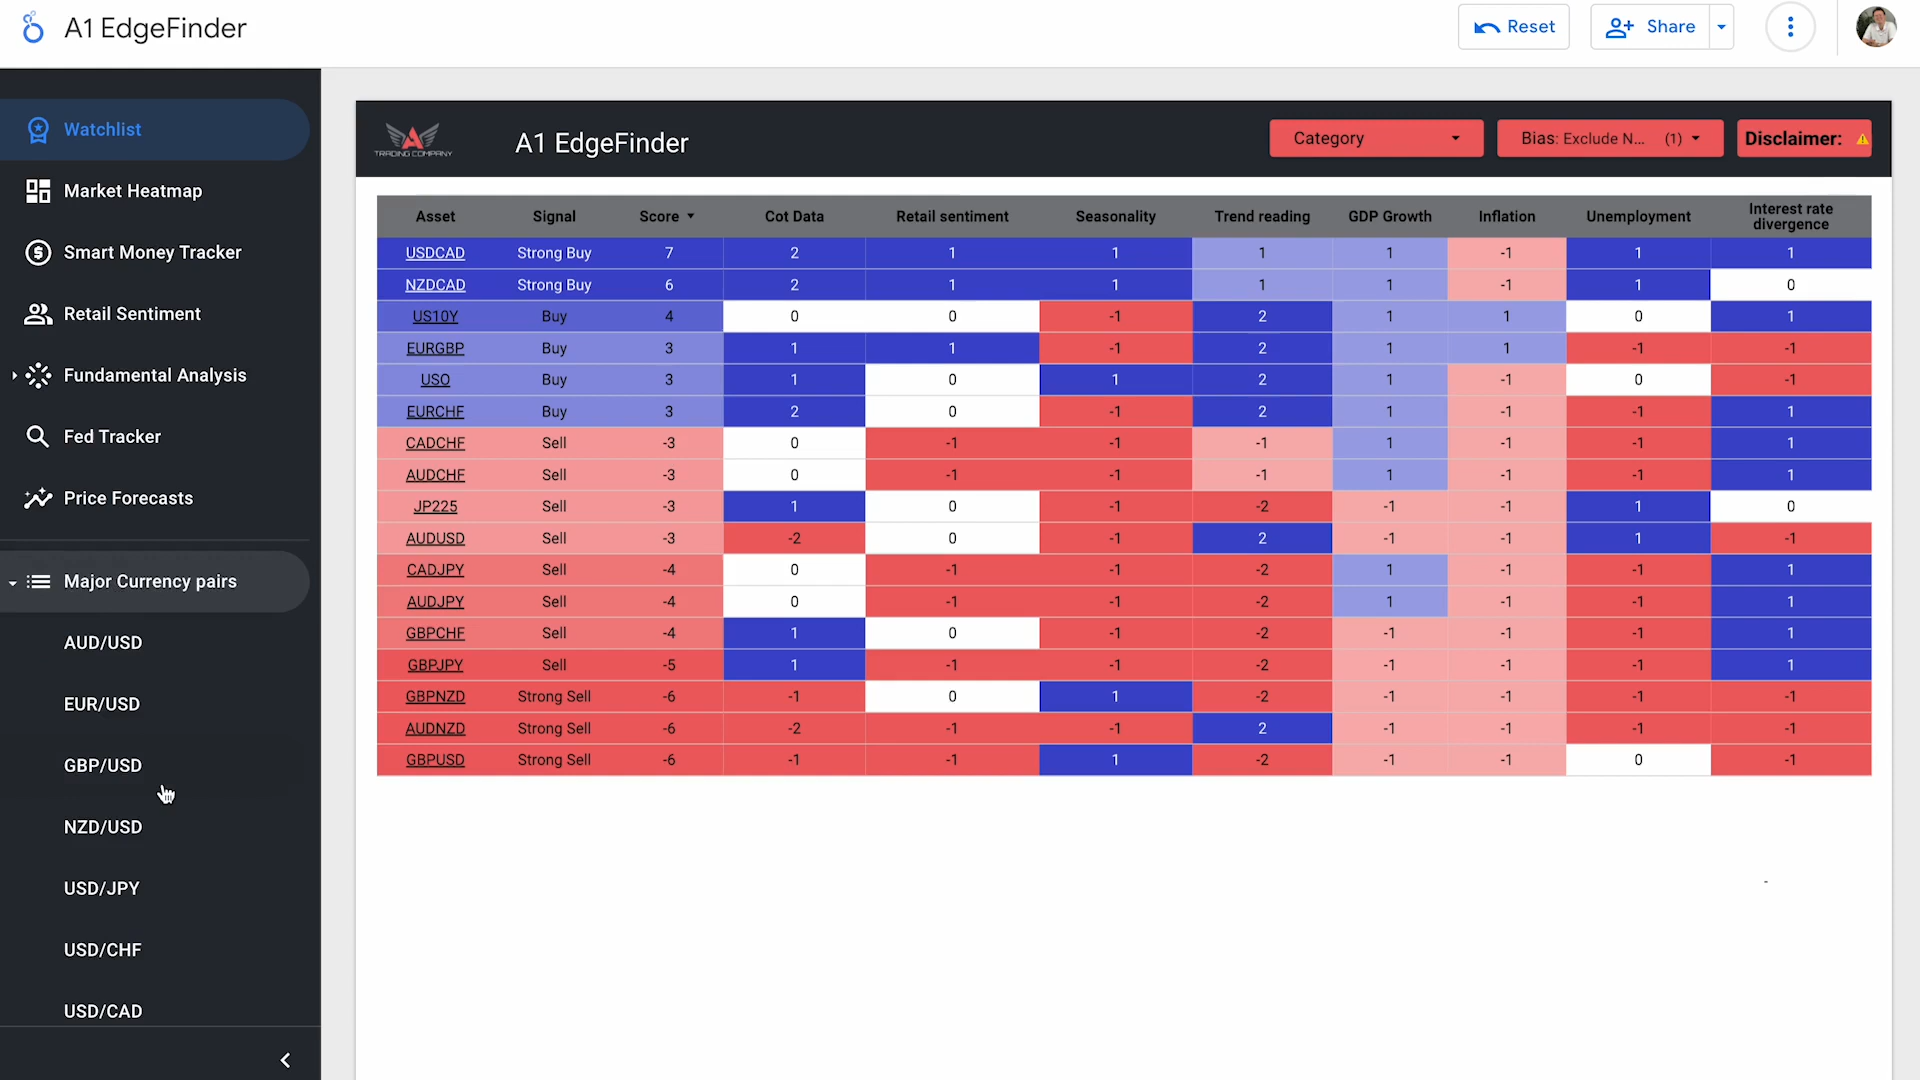 A1 EdgeFinder
Reset
Share
Watchlist
Market Heatmap
Smart Money Tracker
Retail Sentiment
Fundamental Analysis
Fed Tracker
Price Forecasts
Major Currency pairs
AUD/USD
EUR/USD
GBP/USD
NZD/USD
USD/JPY
USD/CHF
USD/CAD
A
TRADING COMPANY
A1 EdgeFinder
Category
Bias: Exclude N... (1)
Disclaimer:
Asset Signal Score Cot Data Retail sentiment Seasonality Trend reading GDP Growth Inflation Unemployment Interest rate
divergence
USDCAD Strong Buy 7 2 1 1 1 1 -1 1 1
NZDCAD Strong Buy 6 2 1 1 1 1 -1 1 0
US10Y Buy 4 0 0 -1 2 1 1 0 1
EURGBP Buy 3 1 1 -1 2 1 1 -1 -1
USO Buy 3 1 0 1 2 1 -1 0 -1
EURCHF Buy 3 2 0 -1 2 1 -1 -1 1
CADCHF Sell -3 0 -1 -1 -1 1 -1 -1 1
AUDCHF Sell -3 0 -1 -1 -1 1 -1 -1 1
JP225 Sell -3 1 0 -1 -2 -1 -1 1 0
AUDUSD Sell -3 -2 0 -1 2 -1 -1 1 -1
CADJPY Sell -4 0 -1 -1 -2 1 -1 -1 1
AUDJPY Sell -4 0 -1 -1 -2 1 -1 -1 1
GBPCHF Sell -4 1 0 -1 -2 -1 -1 -1 1
GBPJPY Sell -5 1 -1 -1 -2 -1 -1 -1 1
GBPNZD Strong Sell -6 -1 0 1 -2 -1 -1 -1 -1
AUDNZD Strong Sell -6 -2 -1 -1 2 -1 -1 -1 -1
GBPUSD Strong Sell -6 -1 -1 1 -2 -1 -1 0 -1
-